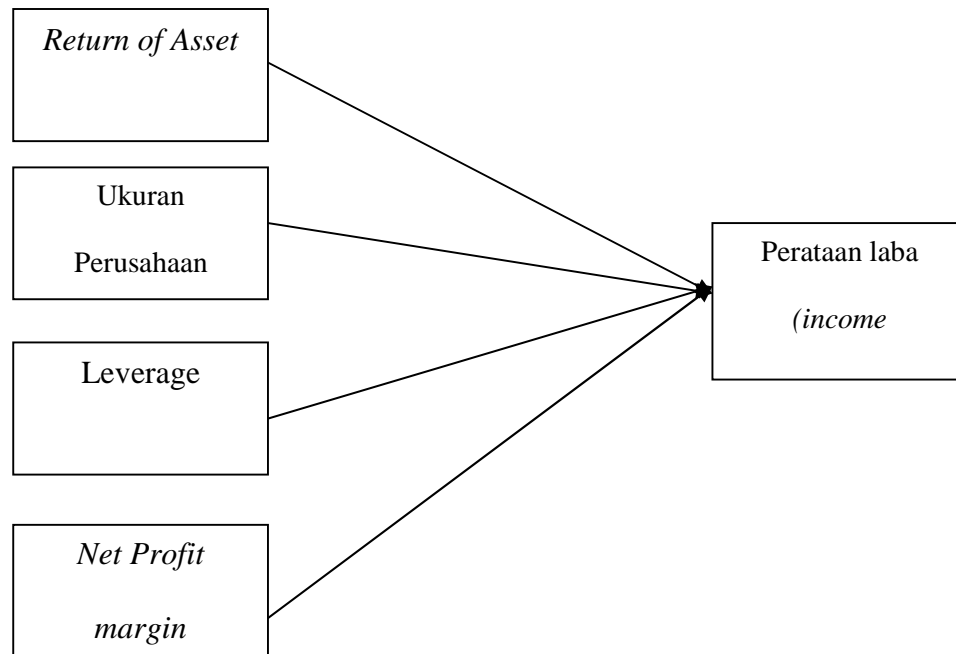 Return of Asset
Ukuran
Perusahaan
Leverage
Net Profit
margin
Perataan laba
(income